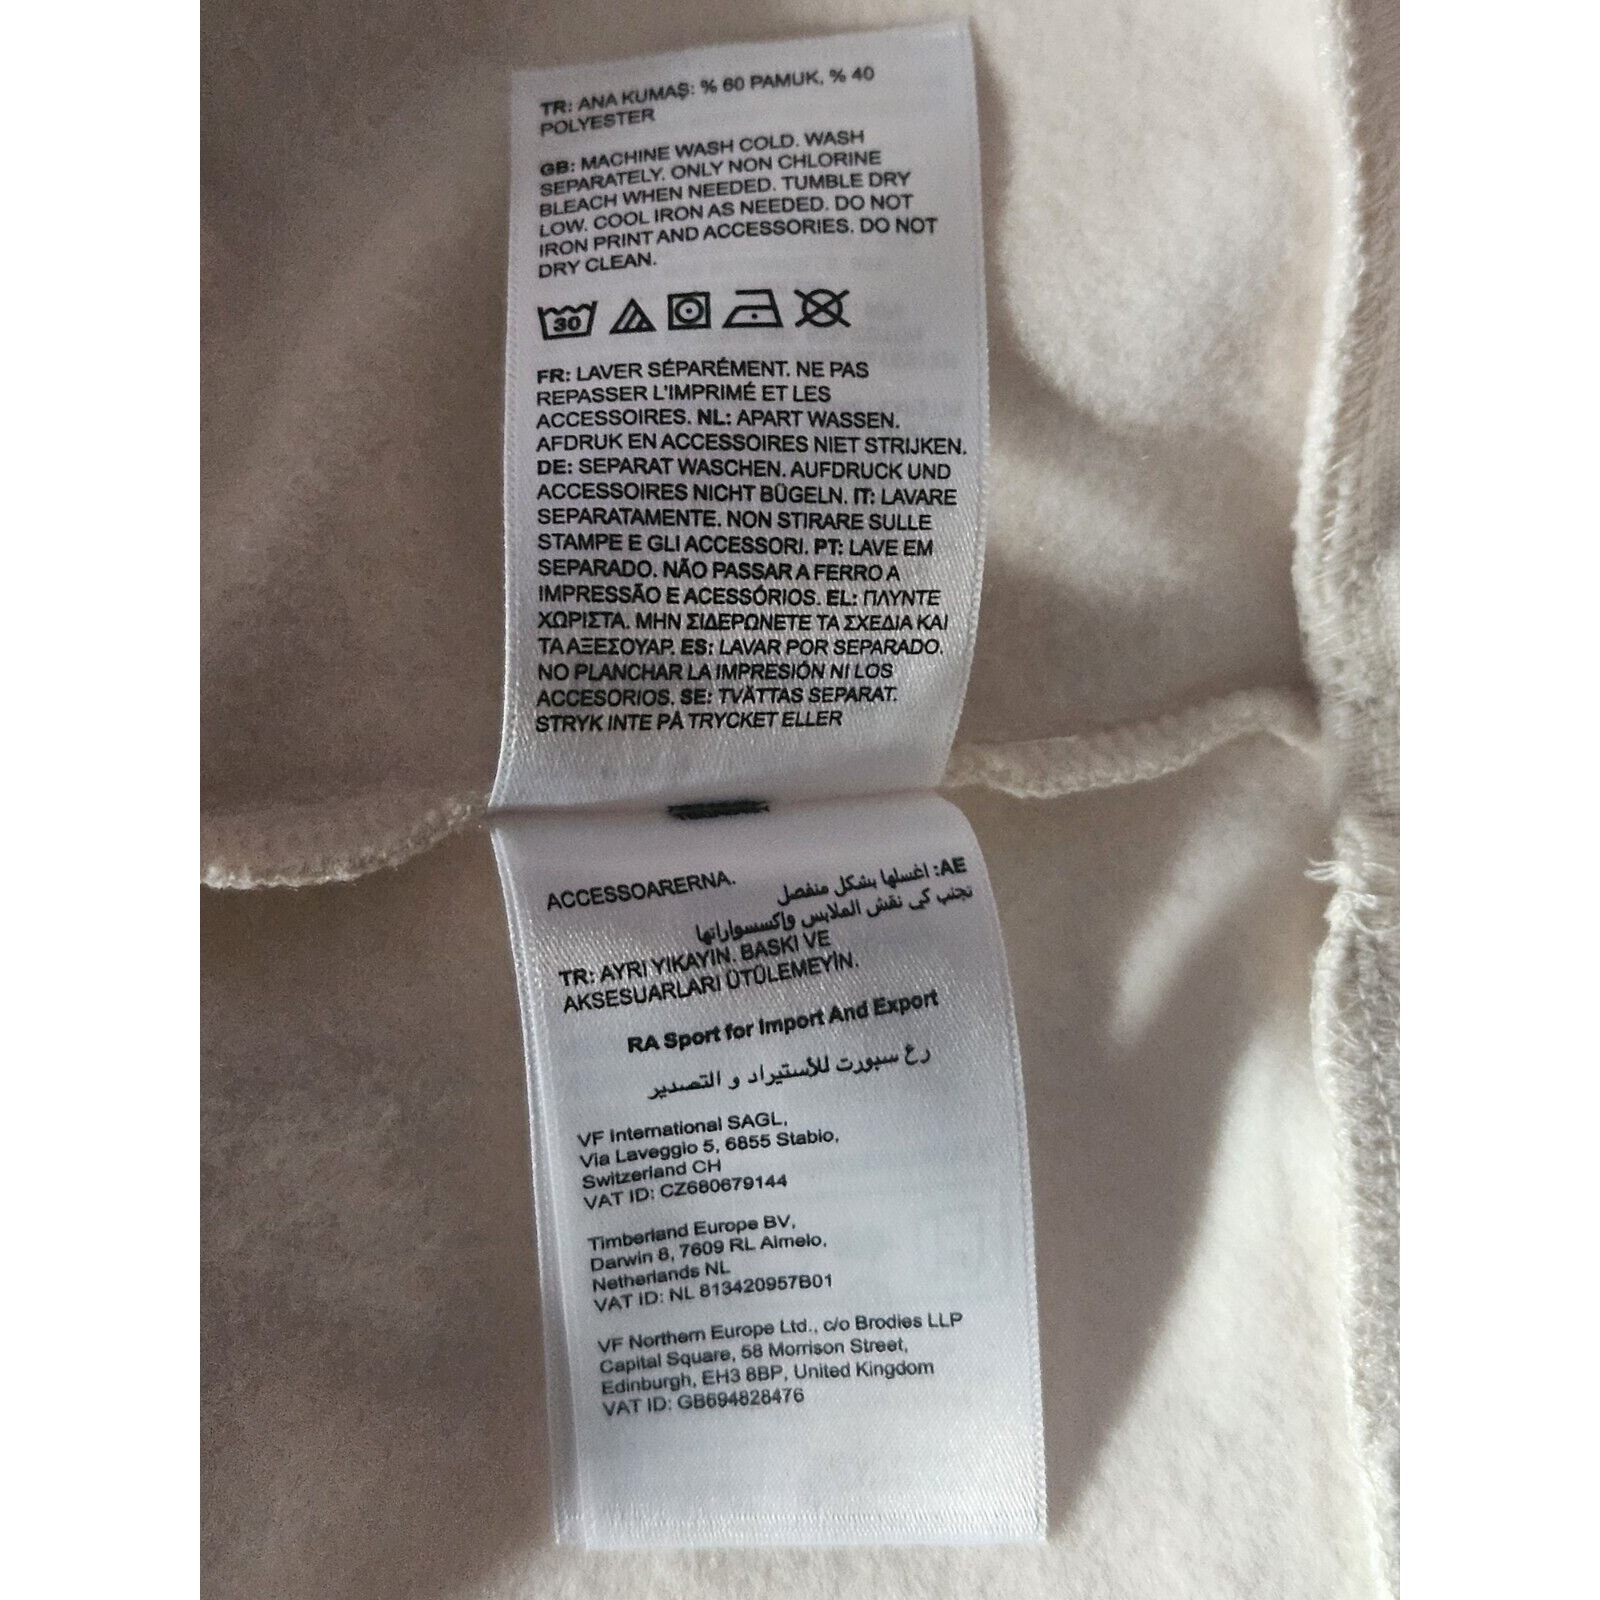 TR: ANA KUMAŞ: % 60 PAMUK, % 40
POLYESTER
GB: MACHINE WASH COLD. WASH
SEPARATELY. ONLY NON CHLORINE
BLEACH WHEN NEEDED. TUMBLE DRY
LOW. COOL IRON AS NEEDED. DO NOT
IRON PRINT AND ACCESSORIES. DO NOT
DRY CLEAN.
30
FR: LAVER SÉPARÉMENT. NE PAS
REPASSER L'IMPRIMÉ ET LES
ACCESSOIRES. NL: APART WASSEN.
AFDRUK EN ACCESSOIRES NIET STRIJKEN.
DE: SEPARAT WASCHEN. AUFDRUCK UND
ACCESSOIRES NICHT BÜGELN. IT: LAVARE
SEPARATAMENTE. NON STIRARE SULLE
STAMPE E GLI ACCESSORI. PT: LAVE EM
SEPARADO. NÃO PASSAR A FERRO A
IMPRESSÃO E ACESSÓRIOS. EL: ΠΛΥΝΤΕ
ΧΩΡΙΣΤΑ. ΜΗΝ ΣΙΔΕΡΩΝΕΤΕ ΤΑ ΣΧΕΔΙΑ ΚΑΙ
ΤΑ ΑΞΕΣΟΥΑΡ. ES: LAVAR POR SEPARADO.
NO PLANCHAR LA IMPRESIÓN NI LOS
ACCESORIOS. SE: TVÄTTAS SEPARAT.
STRYK INTE PÅ TRYCKET ELLER
ACCESSOARERNA.
AE: اغسلها بشكل منفصل
تجنب كي نقش الملابس وإكسسواراتها
TR: AYRI YIKAYIN. BASKI VE
AKSESUARLARI ÜTÜLEMEYİN.
RA Sport for Import And Export
رع سبورت للأستيراد و التصدير
VF International SAGL,
Via Laveggio 5, 6855 Stabio,
Switzerland CH
VAT ID: CZ680679144
Timberland Europe BV,
Darwin 8, 7609 RL Almelo,
Netherlands NL
VAT ID: NL 813420957B01
VF Northern Europe Ltd., c/o Brodies LLP
Capital Square, 58 Morrison Street,
Edinburgh, EH3 8BP, United Kingdom
VAT ID: GB694828476